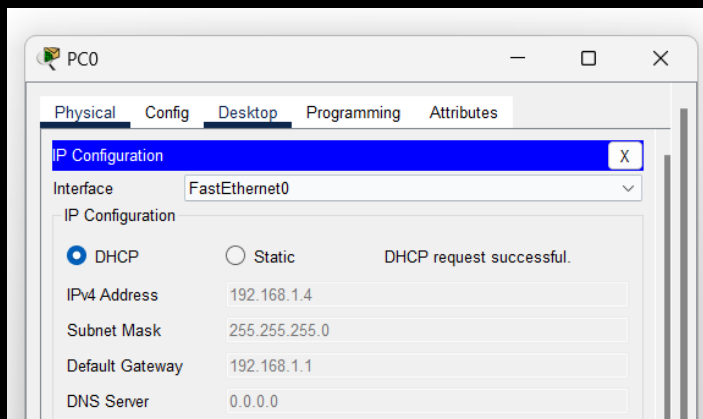 PC0
Physical Config Desktop Programming Attributes
IP Configuration X
Interface FastEthernet0
IP Configuration
DHCP Static DHCP request successful.
IPv4 Address 192.168.1.4
Subnet Mask 255.255.255.0
Default Gateway 192.168.1.1
DNS Server 0.0.0.0